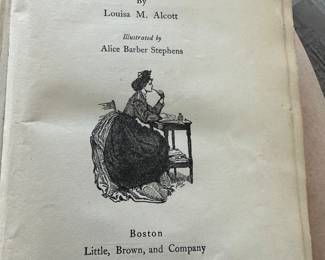 By
Louisa M. Alcott
Illustrated by
Alice Barber Stephens
Boston
Little, Brown, and Company